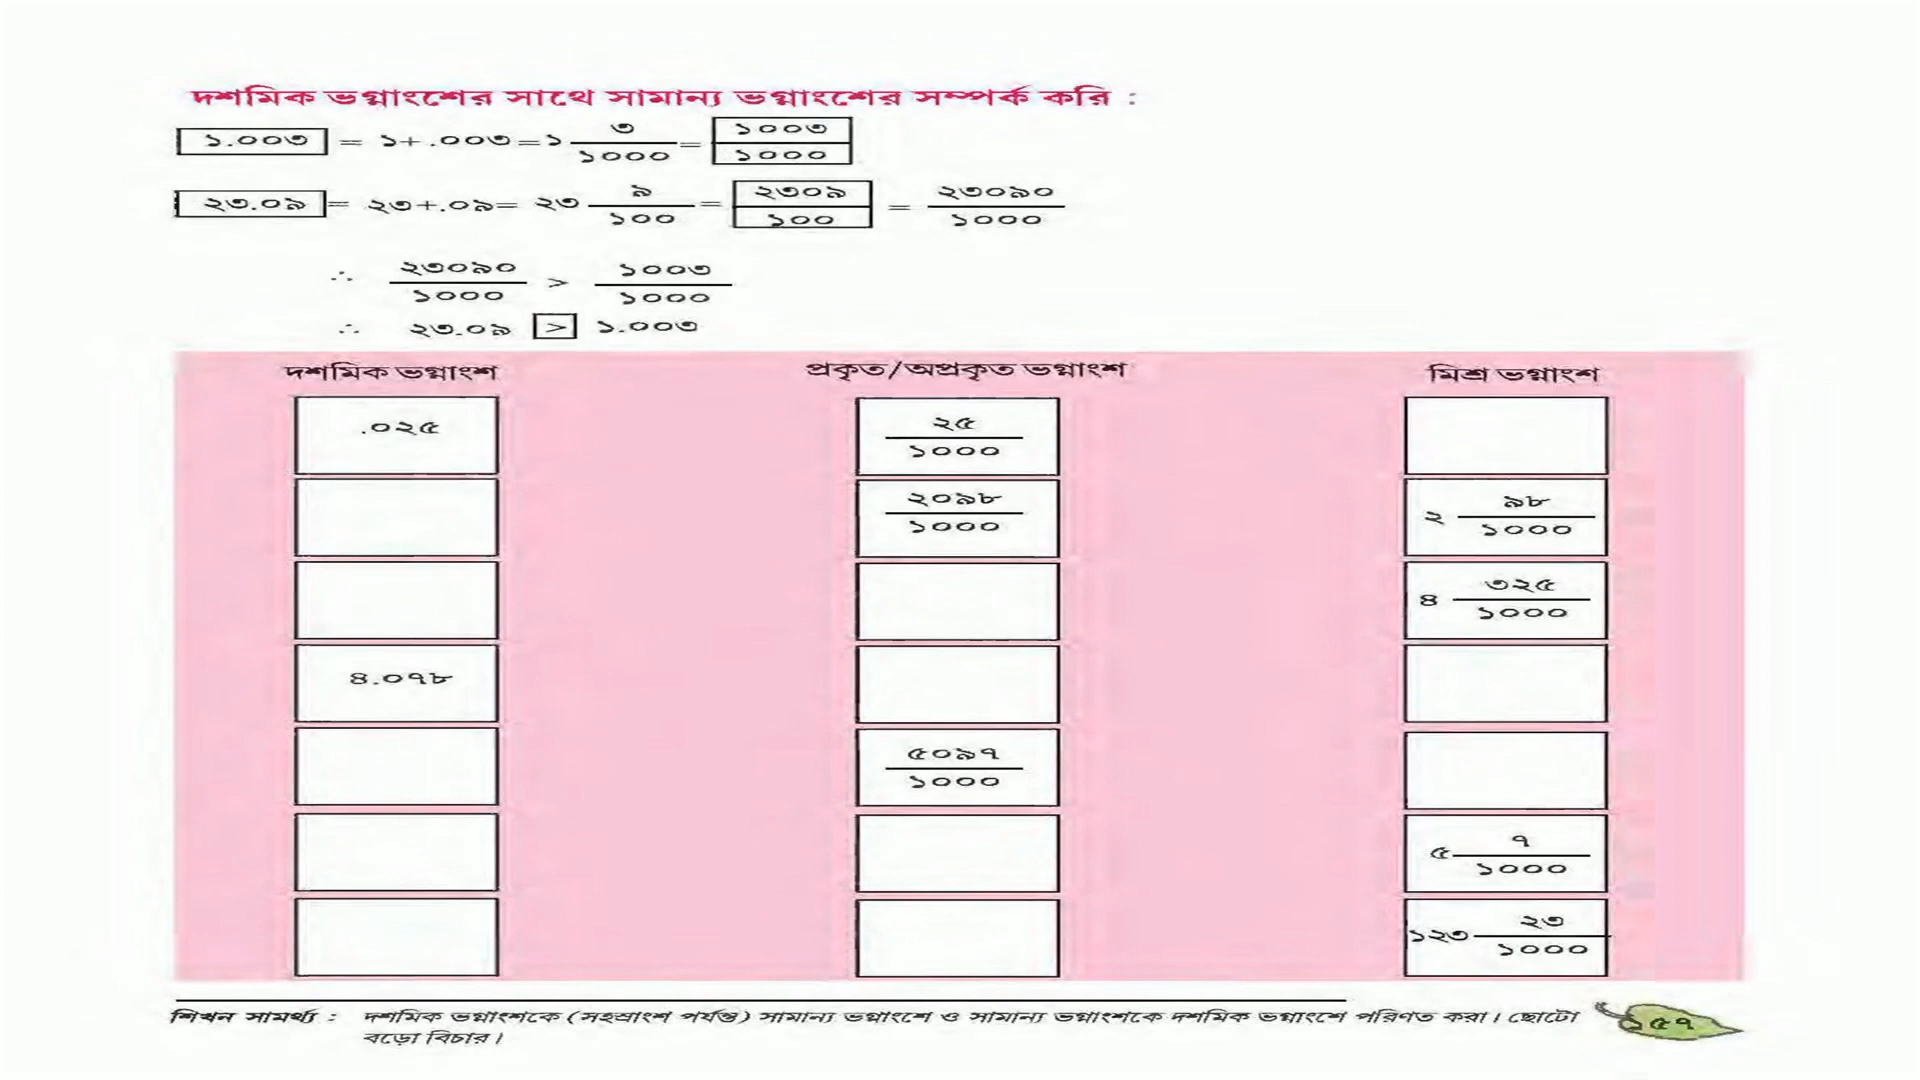 দশমিক ভগ্নাংশের সাথে সামান্য ভগ্নাংশের সম্পর্ক করি :
১.০০৩ = ১+ .০০৩ = ১ ৩/১০০০ = ১০০৩/১০০০
২৩.০৯ = ২৩+.০৯= ২৩ ৯/১০০ = ২৩০৯/১০০ = ২৩০৯০/১০০০
∴ ২৩০৯০/১০০০ > ১০০৩/১০০০
∴ ২৩.০৯ > ১.০০৩
দশমিক ভগ্নাংশ প্রকৃত/অপ্রকৃত ভগ্নাংশ মিশ্র ভগ্নাংশ
.০২৫ ২৫/১০০০
২০৯৮/১০০০ ২ ৯৮/১০০০
৪ ৩২৫/১০০০
৪.০৭৮
৫০৯৭/১০০০
৫ ৭/১০০০
১২৩ ২৩/১০০০
শিখন সামর্থ্য : দশমিক ভগ্নাংশকে (সহস্রাংশ পর্যন্ত) সামান্য ভগ্নাংশে ও সামান্য ভগ্নাংশকে দশমিক ভগ্নাংশে পরিণত করা। ছোটো
বড়ো বিচার।
১৫৭